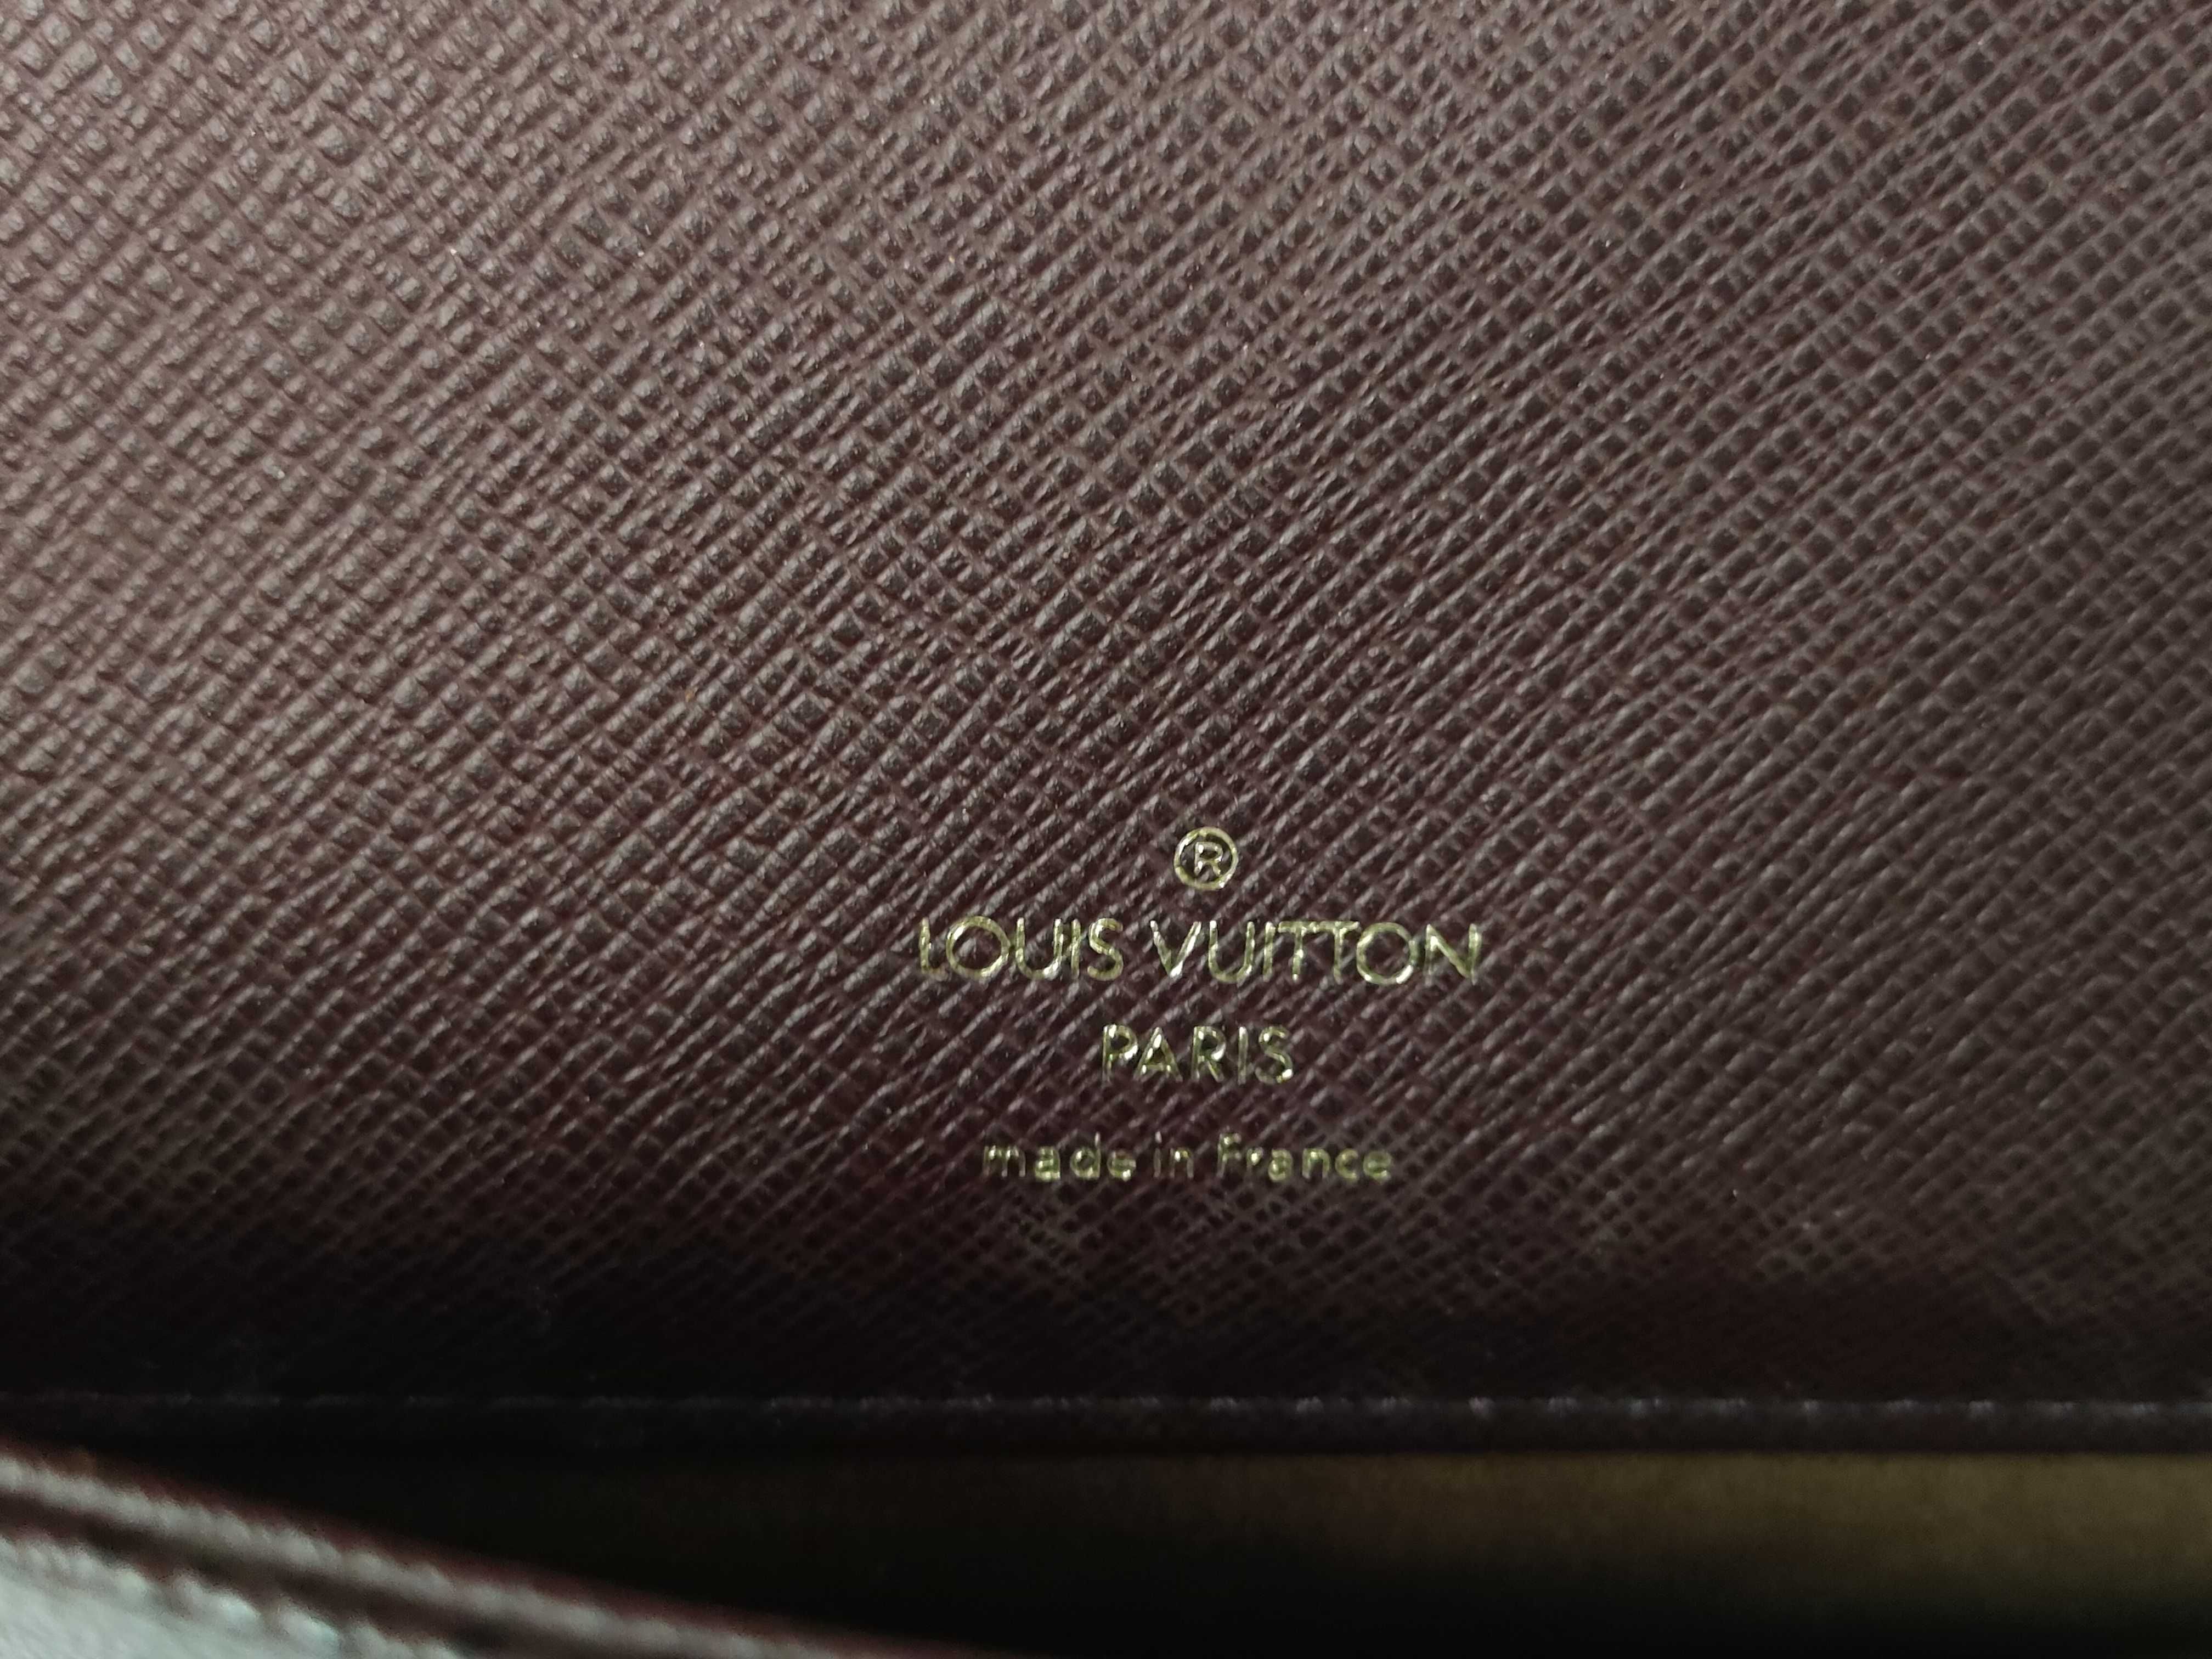 ®
LOUIS VUITTON
PARIS
made in France